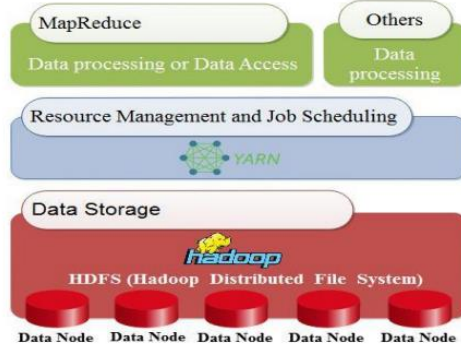 MapReduce
Data processing or Data Access
Others
Data
processing
Resource Management and Job Scheduling
YARN
Data Storage
hadoop
HDFS (Hadoop Distributed File System)
Data Node Data Node Data Node Data Node Data Node